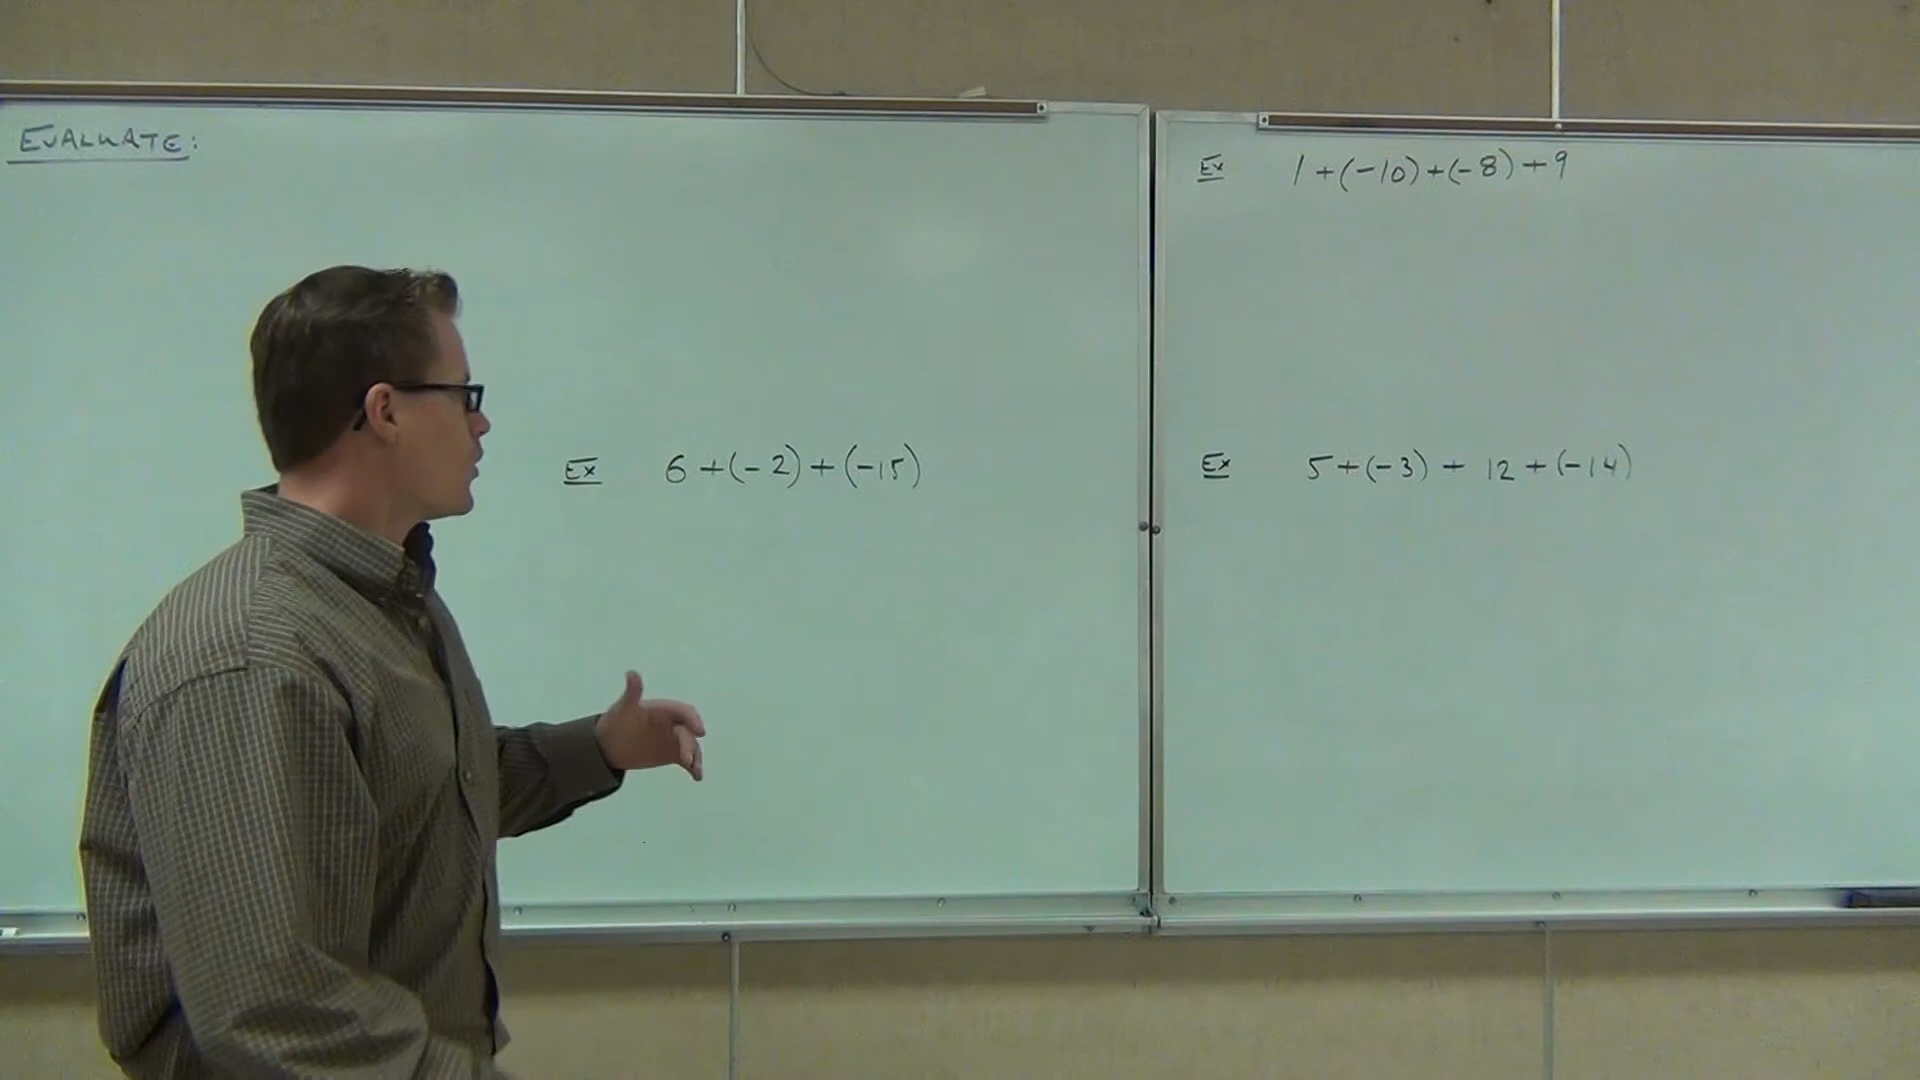 EVALUATE:
Ex 6 + (-2) + (-15)
Ex 1 + (-10) + (-8) + 9
Ex 5 + (-3) + 12 + (-14)